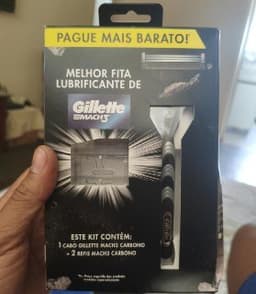 PAGUE MAIS BARATO!*
MELHOR FITA
LUBRIFICANTE DE
Gillette
MACH3
ESTE KIT CONTÉM:
1 CABO GILLETTE MACH3 CARBONO
+ 2 REFIS MACH3 CARBONO